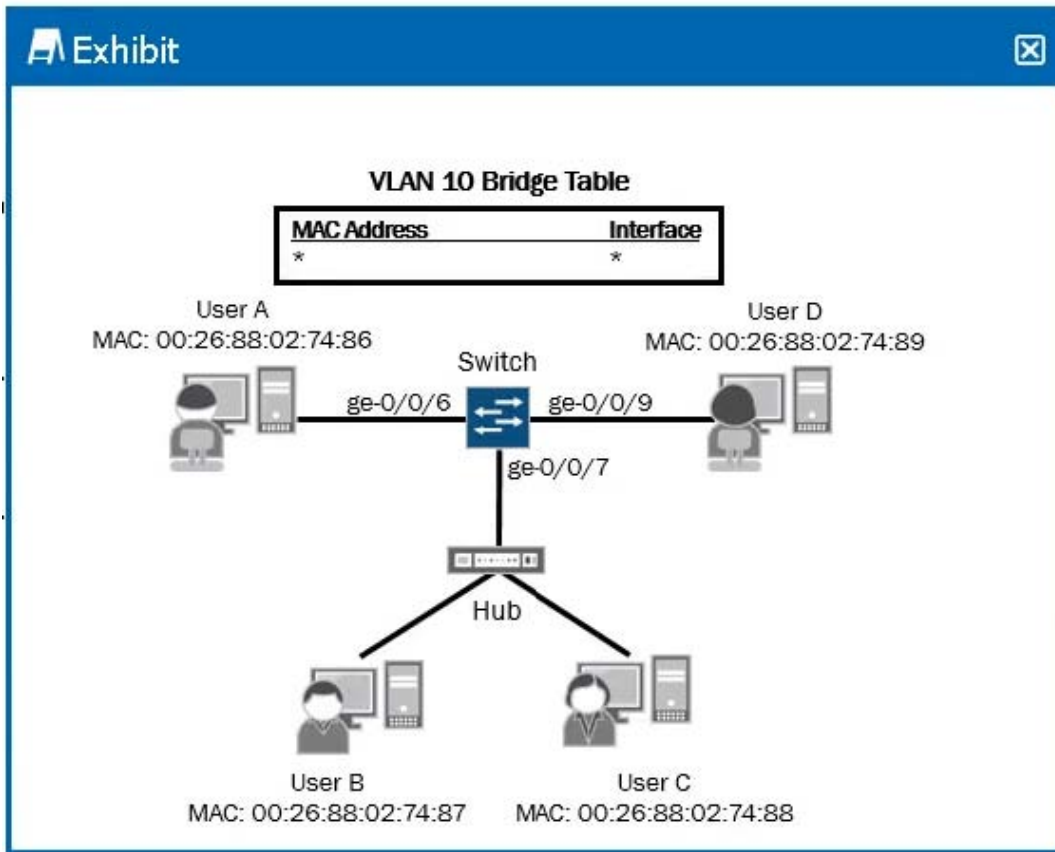 Exhibit
VLAN 10 Bridge Table
MAC Address Interface
* *
User A
MAC: 00:26:88:02:74:86
User D
MAC: 00:26:88:02:74:89
Switch
ge-0/0/6
ge-0/0/9
ge-0/0/7
Hub
User B
MAC: 00:26:88:02:74:87
User C
MAC: 00:26:88:02:74:88